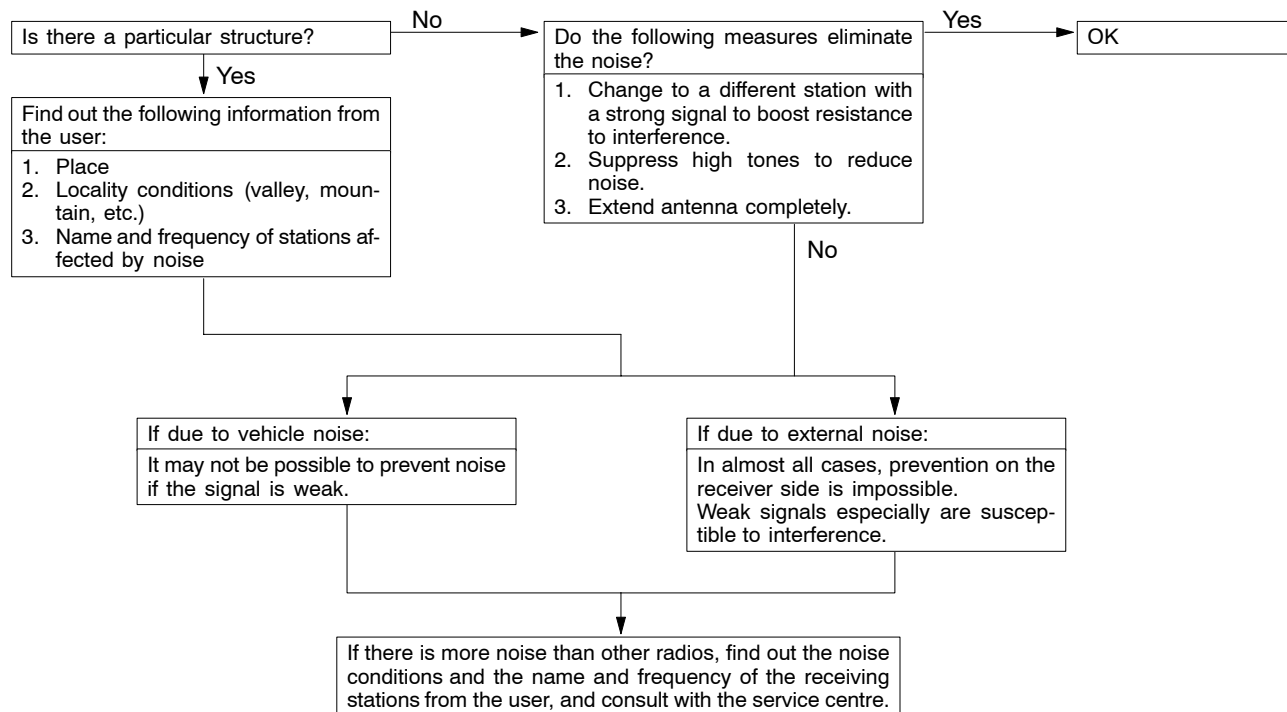 Is there a particular structure?
No
Do the following measures eliminate
the noise?
Yes
OK
Yes
1. Change to a different station with
a strong signal to boost resistance
to interference.
2. Suppress high tones to reduce
noise.
3. Extend antenna completely.
Find out the following information from
the user:
1. Place
2. Locality conditions (valley, moun-
tain, etc.)
3. Name and frequency of stations af-
fected by noise
No
If due to vehicle noise:
It may not be possible to prevent noise
if the signal is weak.
If due to external noise:
In almost all cases, prevention on the
receiver side is impossible.
Weak signals especially are suscep-
tible to interference.
If there is more noise than other radios, find out the noise
conditions and the name and frequency of the receiving
stations from the user, and consult with the service centre.